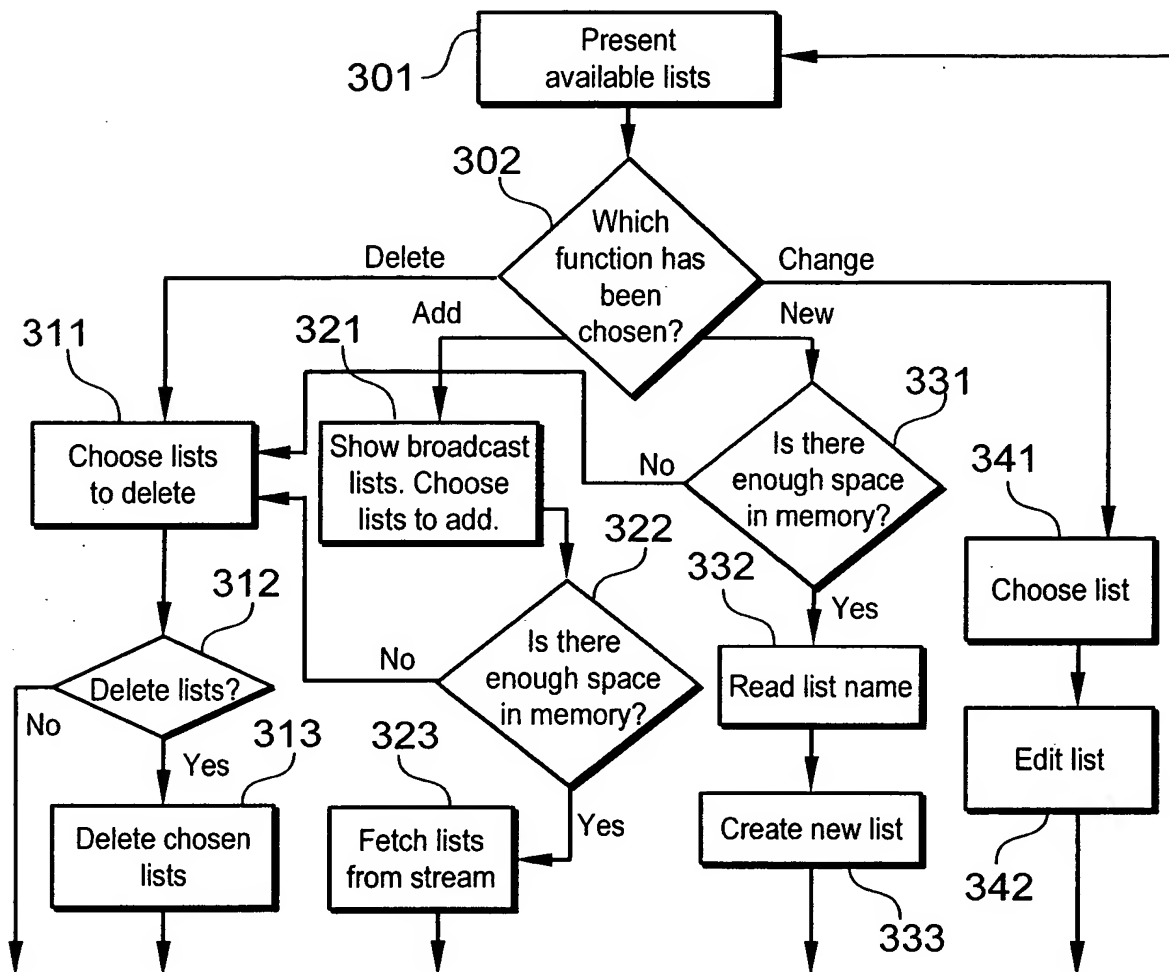 Present
available lists
301
302
Which
function has
been
chosen?
Delete
Change
Add
New
311
321
331
Choose lists
to delete
Show broadcast
lists. Choose
lists to add.
No
Is there
enough space
in memory?
341
322
332
Choose list
312
Yes
Is there
enough space
in memory?
No
Delete lists?
Read list name
No
313
323
Edit list
Yes
Yes
Delete chosen
lists
Fetch lists
from stream
Create new list
342
333